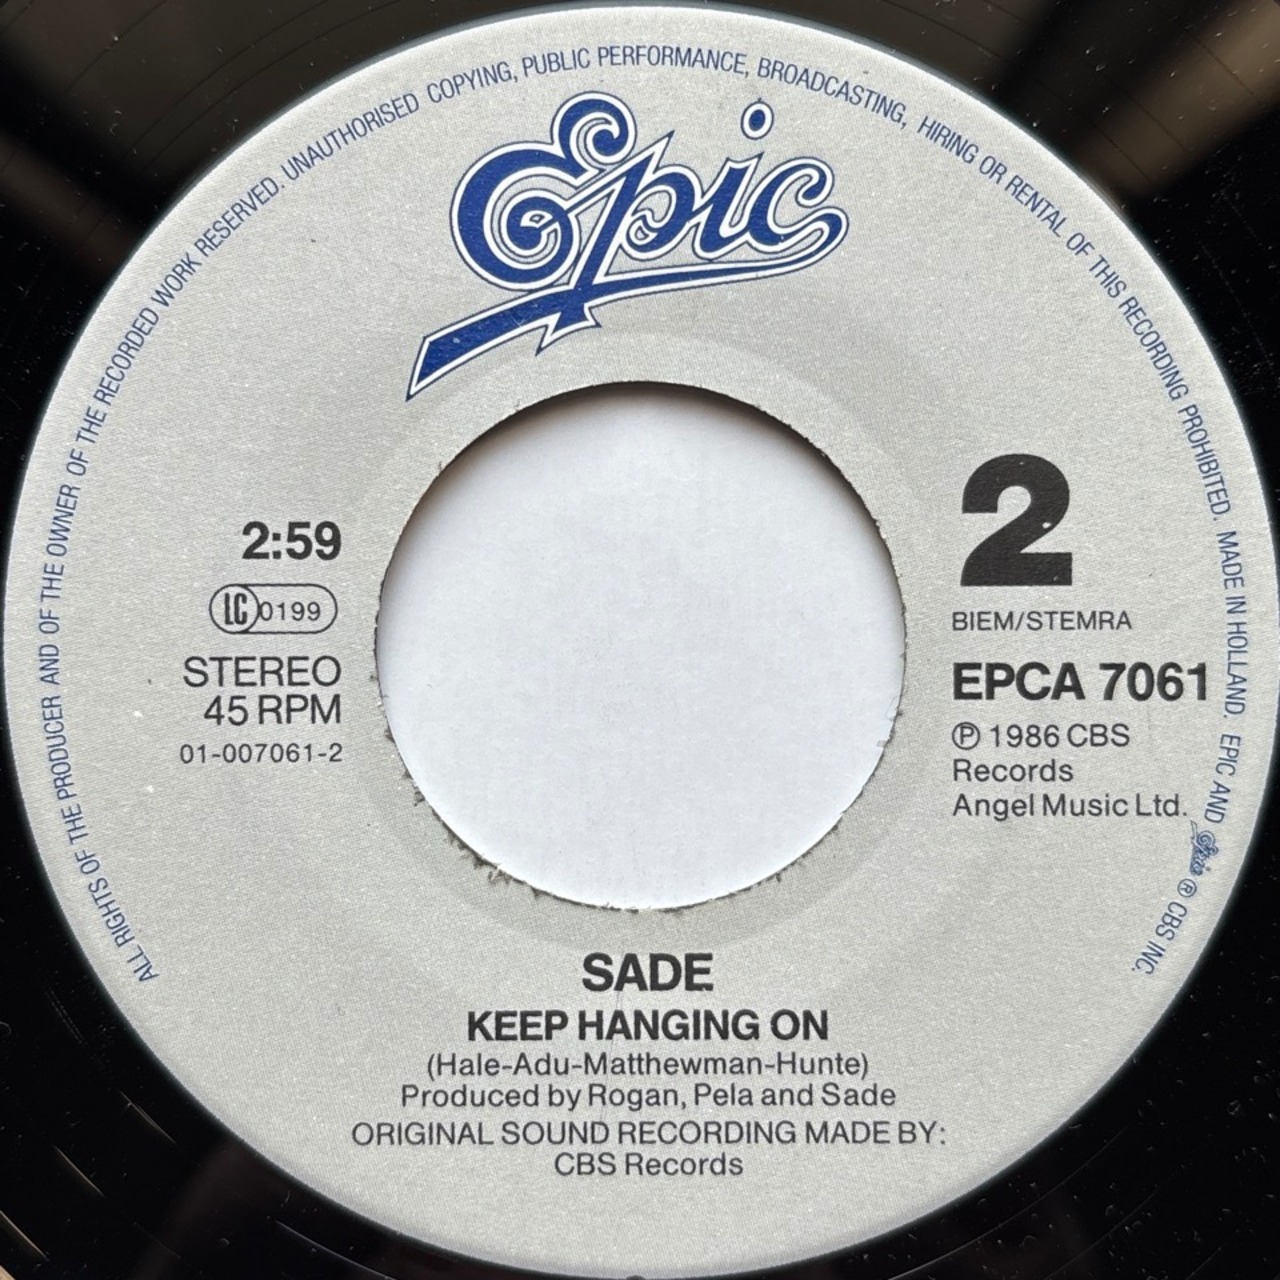 ALL RIGHTS OF THE PRODUCER AND OF THE OWNER OF THE RECORDED WORK RESERVED. UNAUTHORISED COPYING, PUBLIC PERFORMANCE, BROADCASTING, HIRING OR RENTAL OF THIS RECORDING PROHIBITED. MADE IN HOLLAND. EPIC AND Epic ® CBS INC.
Epic
2:59
LC 0199
STEREO
45 RPM
01-007061-2
2
BIEM/STEMRA
EPCA 7061
℗ 1986 CBS
Records
Angel Music Ltd.
SADE
KEEP HANGING ON
(Hale-Adu-Matthewman-Hunte)
Produced by Rogan, Pela and Sade
ORIGINAL SOUND RECORDING MADE BY:
CBS Records